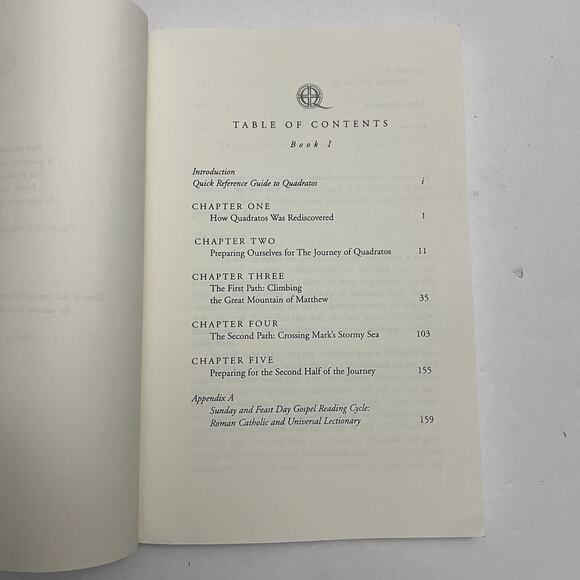 TABLE OF CONTENTS
Book I
Introduction
Quick Reference Guide to Quadratos i
CHAPTER ONE
How Quadratos Was Rediscovered 1
CHAPTER TWO
Preparing Ourselves for The Journey of Quadratos 11
CHAPTER THREE
The First Path: Climbing
the Great Mountain of Matthew 35
CHAPTER FOUR
The Second Path: Crossing Mark's Stormy Sea 103
CHAPTER FIVE
Preparing for the Second Half of the Journey 155
Appendix A
Sunday and Feast Day Gospel Reading Cycle:
Roman Catholic and Universal Lectionary 159